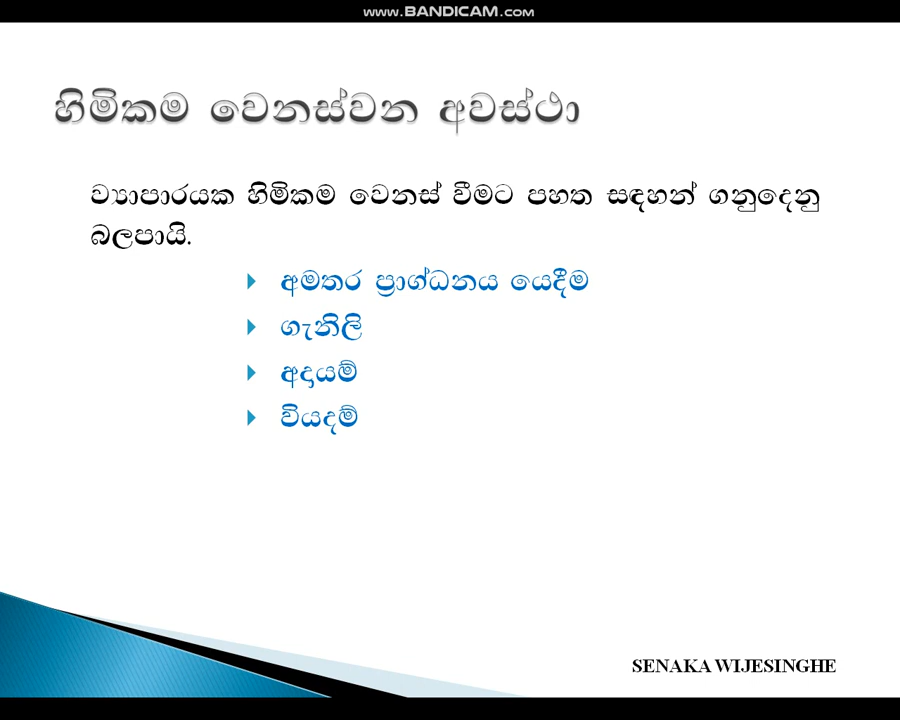 www.BANDICAM.com
හිමිකම වෙනස්වන අවස්ථා
ව්‍යාපාරයක හිමිකම වෙනස් වීමට පහත සඳහන් ගනුදෙනු
බලපායි.
අමතර ප්‍රාග්ධනය යෙදීම
ගැනිලි
අදයම්
වියදම්
SENAKA WIJESINGHE